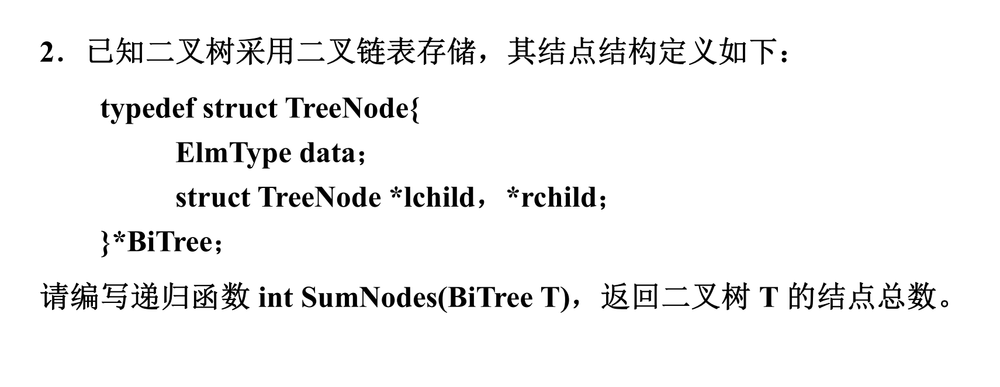 2．已知二叉树采用二叉链表存储，其结点结构定义如下：
typedef struct TreeNode{
ElmType data；
struct TreeNode *lchild，*rchild；
}*BiTree；
请编写递归函数 int SumNodes(BiTree T)，返回二叉树 T 的结点总数。